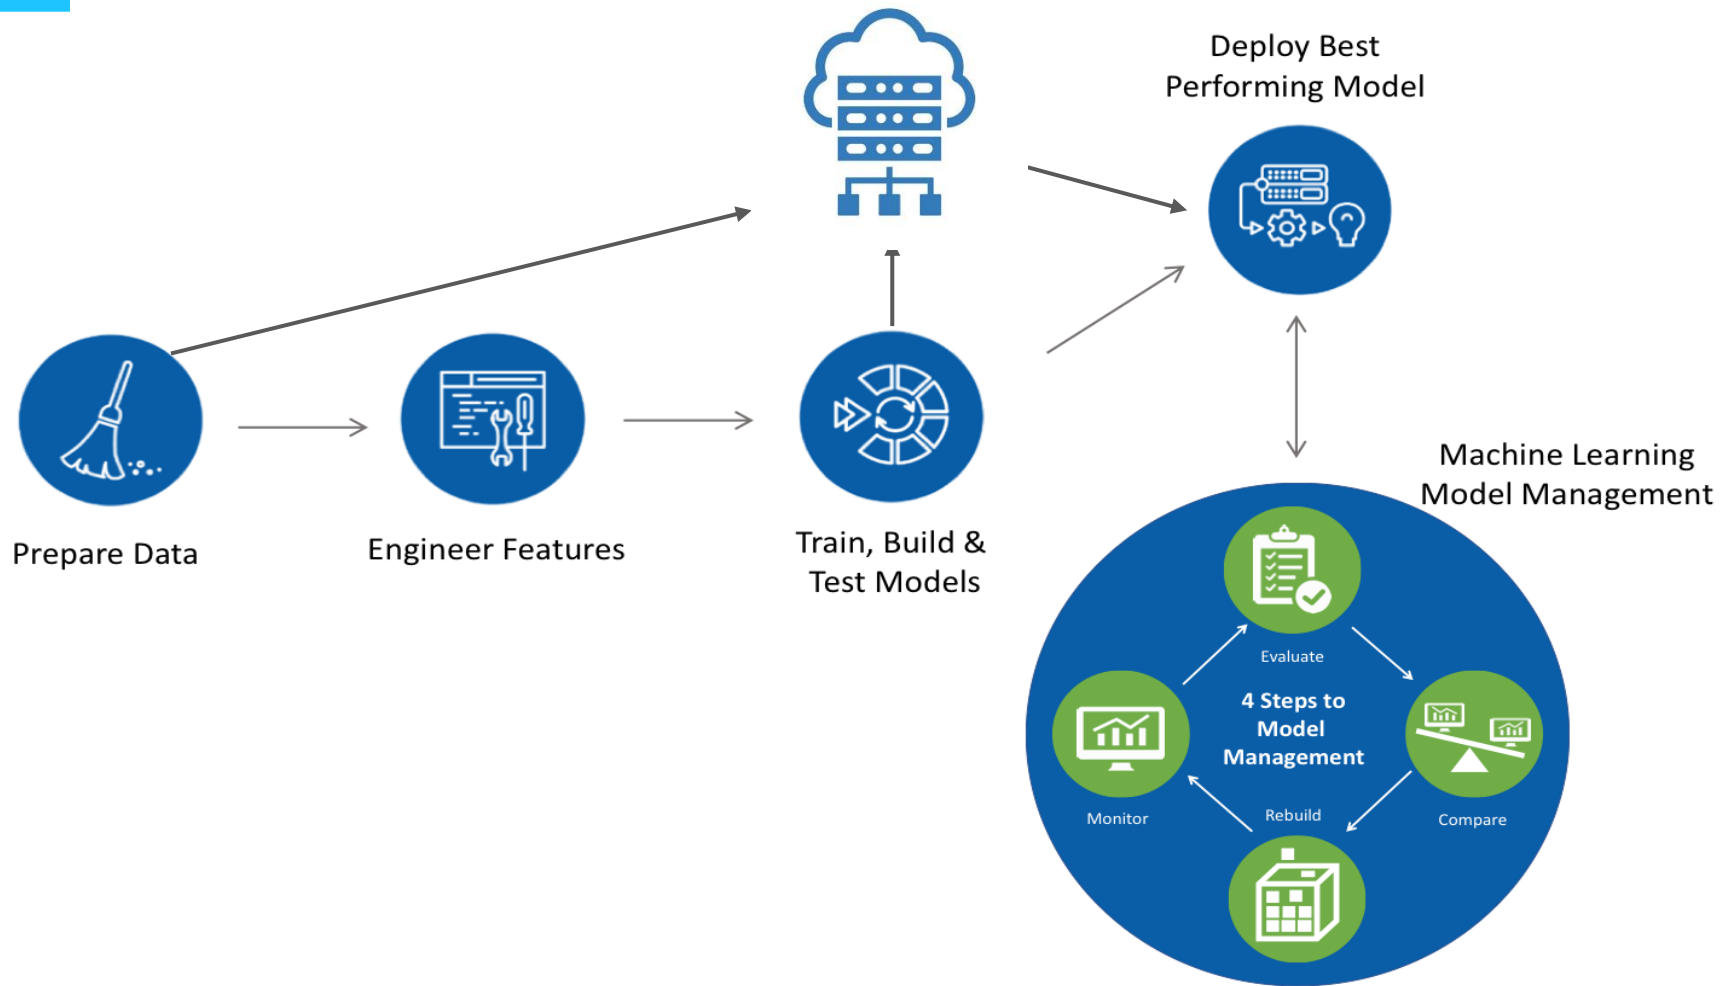 Deploy Best
Performing Model
Prepare Data
Engineer Features
Train, Build &
Test Models
Machine Learning
Model Management
Evaluate
4 Steps to
Model
Management
Monitor
Rebuild
Compare